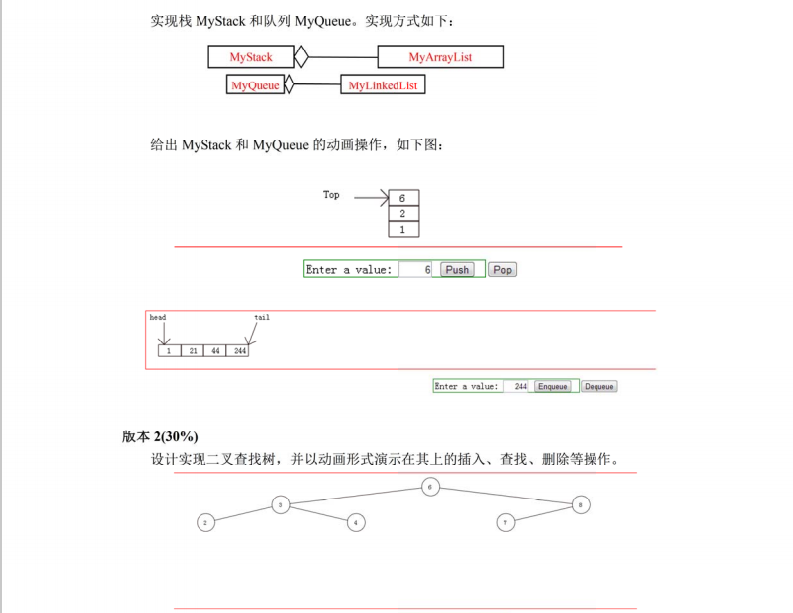 实现栈 MyStack 和队列 MyQueue。实现方式如下：
MyStack MyArrayList
MyQueue MyLinkedList
给出 MyStack 和 MyQueue 的动画操作，如下图：
Top 6
2
1
Enter a value: 6 Push Pop
head tail
1 21 44 244
Enter a value: 244 Enqueue Dequeue
版本 2(30%)
设计实现二叉查找树，并以动画形式演示在其上的插入、查找、删除等操作。
6
3 8
2 4 7